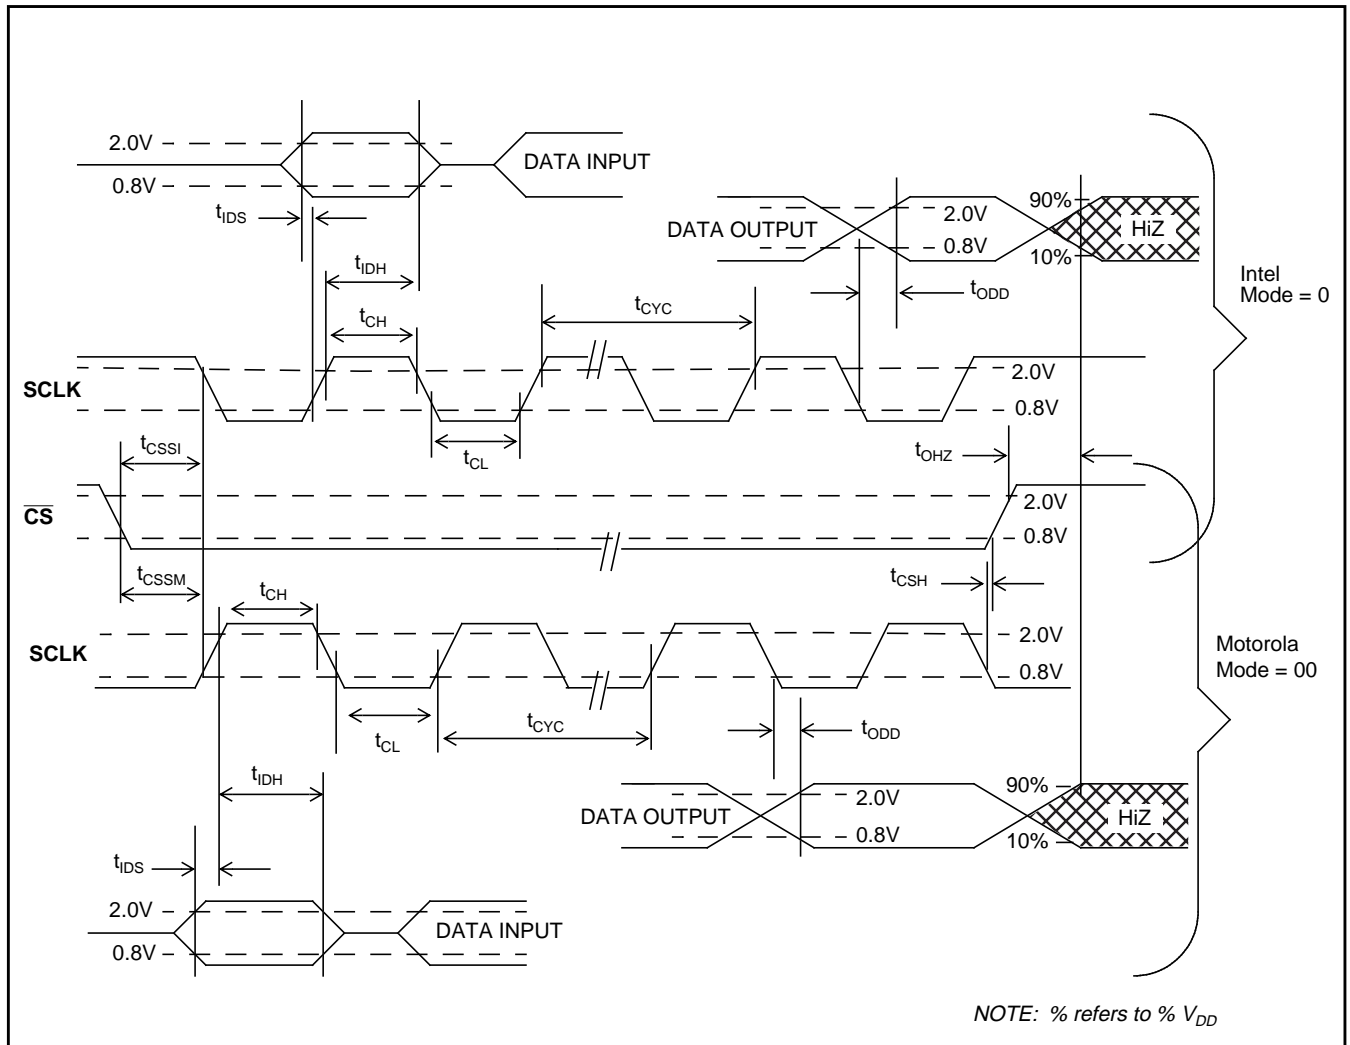 2.0V
DATA INPUT
0.8V
90%
tIDS
2.0V
DATA OUTPUT
HiZ
0.8V
10%
tIDH
Intel
Mode = 0
tODD
tCYC
tCH
2.0V
SCLK
0.8V
tCSSI
tOHZ
tCL
2.0V
CS
0.8V
tCSSM
tCSH
tCH
2.0V
SCLK
0.8V
Motorola
Mode = 00
tCYC
tODD
tCL
tIDH
90%
2.0V
DATA OUTPUT
HiZ
0.8V
10%
tIDS
2.0V
DATA INPUT
0.8V
NOTE: % refers to % VDD